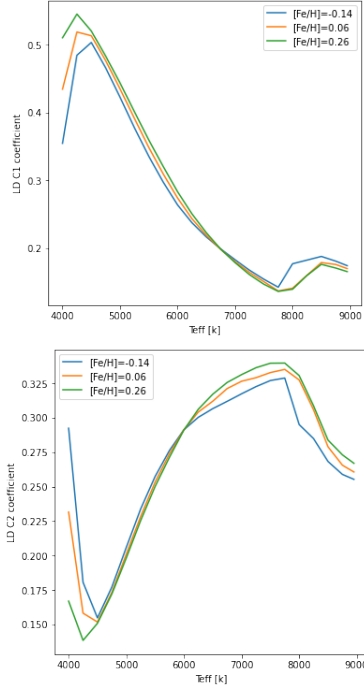 [Fe/H]=-0.14
[Fe/H]=0.06
[Fe/H]=0.26
LD C1 coefficient
0.5
0.4
0.3
0.2
4000 5000 6000 7000 8000 9000
Teff [k]
[Fe/H]=-0.14
[Fe/H]=0.06
[Fe/H]=0.26
LD C2 coefficient
0.325
0.300
0.275
0.250
0.225
0.200
0.175
0.150
4000 5000 6000 7000 8000 9000
Teff [k]